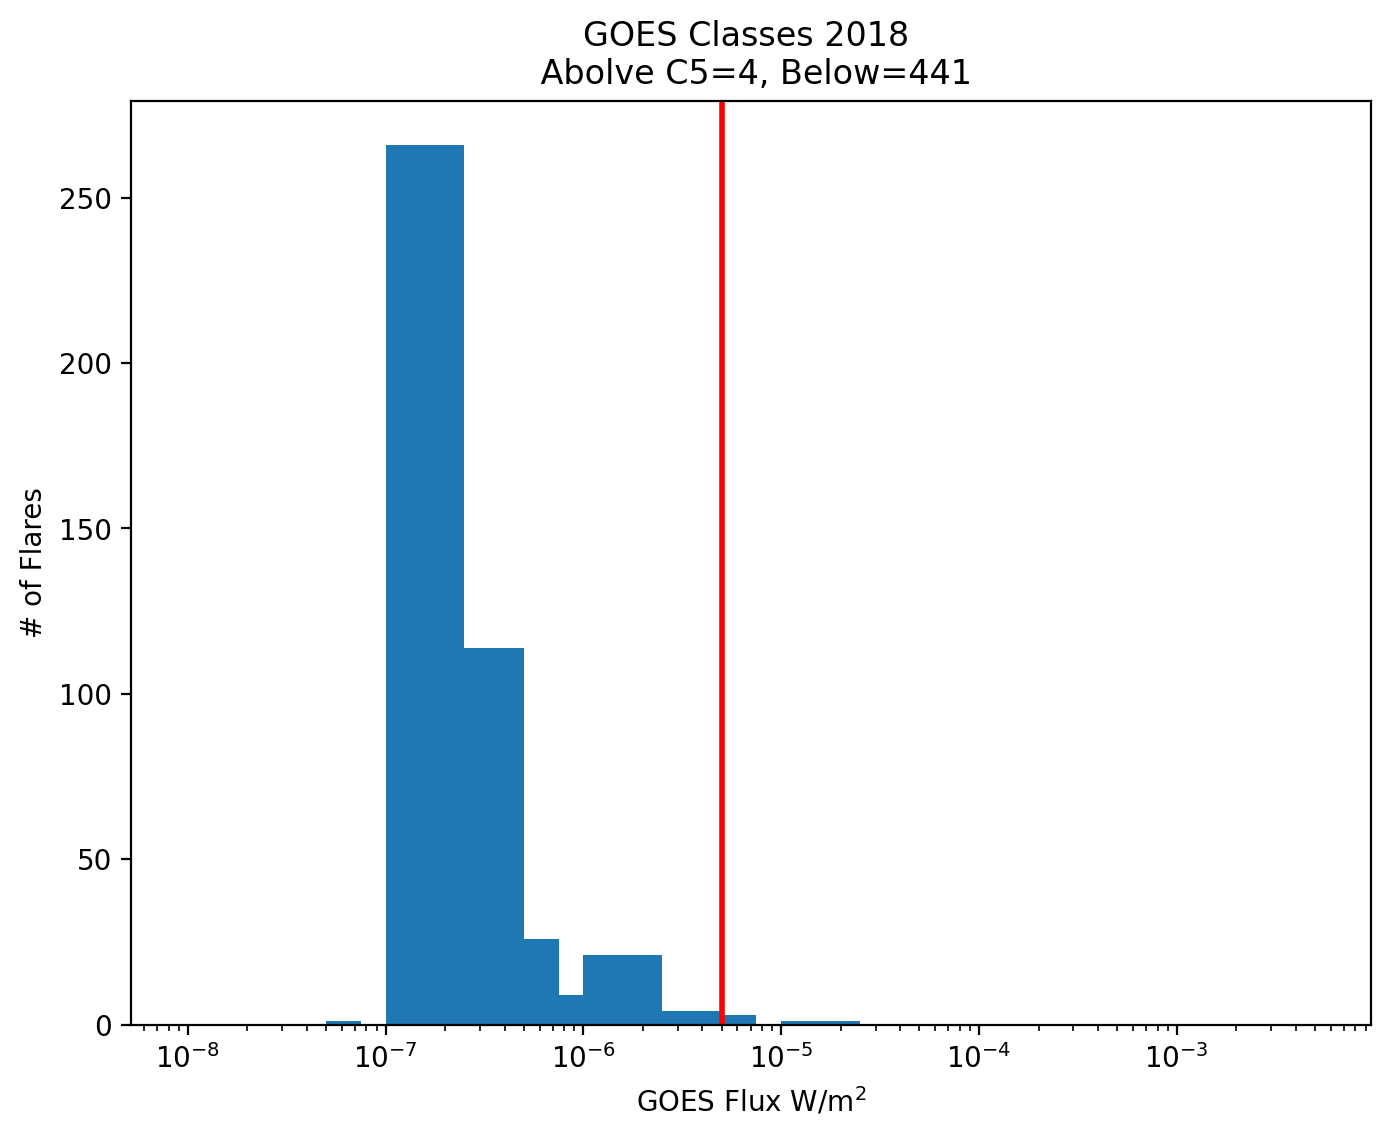 GOES Classes 2018
Abolve C5=4, Below=441
# of Flares
250
200
150
100
50
0
10⁻⁸ 10⁻⁷ 10⁻⁶ 10⁻⁵ 10⁻⁴ 10⁻³
GOES Flux W/m²